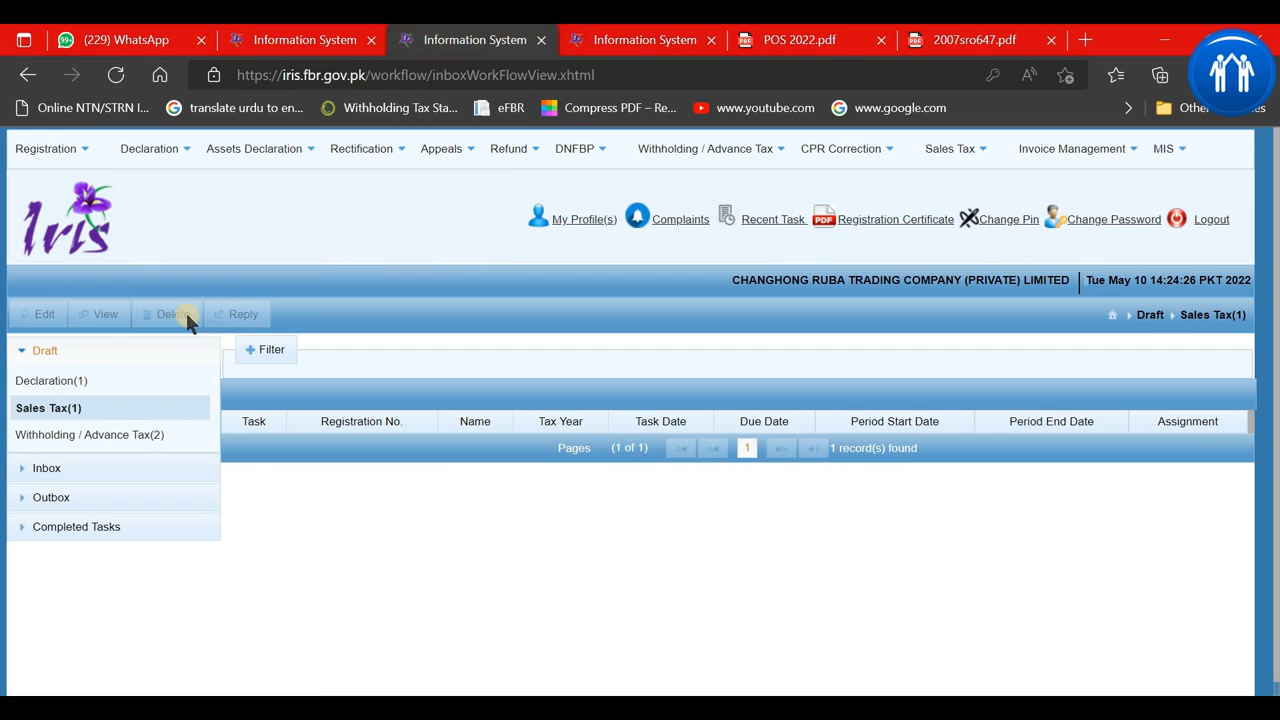 (229) WhatsApp
Information System
Information System
Information System
POS 2022.pdf
2007sro647.pdf
99+
https://iris.fbr.gov.pk/workflow/inboxWorkFlowView.xhtml
Online NTN/STRN I...
translate urdu to en...
Withholding Tax Sta...
eFBR
Compress PDF – Re...
www.youtube.com
www.google.com
Registration
Declaration
Assets Declaration
Rectification
Appeals
Refund
DNFBP
Withholding / Advance Tax
CPR Correction
Sales Tax
Invoice Management
MIS
Iris
My Profile(s)
Complaints
Recent Task
PDF
Registration Certificate
Change Pin
Change Password
Logout
CHANGHONG RUBA TRADING COMPANY (PRIVATE) LIMITED
Tue May 10 14:24:26 PKT 2022
Edit
View
Delete
Reply
Draft
Sales Tax(1)
Draft
Filter
Declaration(1)
Sales Tax(1)
Withholding / Advance Tax(2)
Inbox
Outbox
Completed Tasks
Task
Registration No.
Name
Tax Year
Task Date
Due Date
Period Start Date
Period End Date
Assignment
Pages
(1 of 1)
1
1 record(s) found